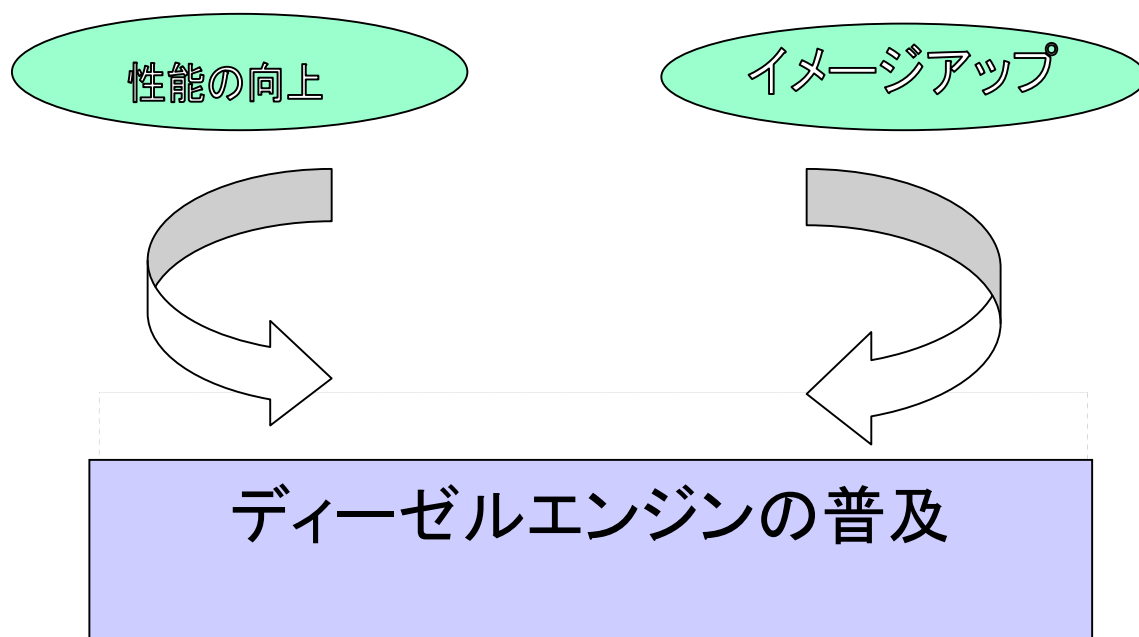 性能の向上
イメージアップ
ディーゼルエンジンの普及